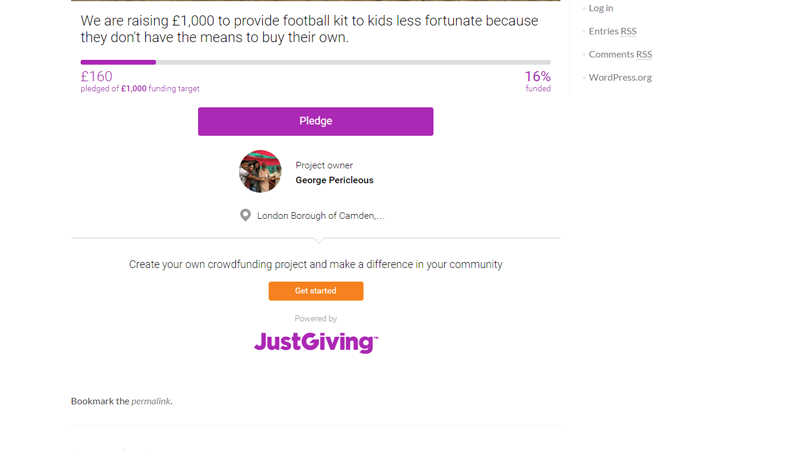 We are raising £1,000 to provide football kit to kids less fortunate because
they don't have the means to buy their own.
£160
16%
pledged of £1,000 funding target
funded
Pledge
Project owner
George Pericleous
London Borough of Camden,...
Create your own crowdfunding project and make a difference in your community
Get started
Powered by
JustGiving™
Bookmark the permalink.
Log in
Entries RSS
Comments RSS
WordPress.org